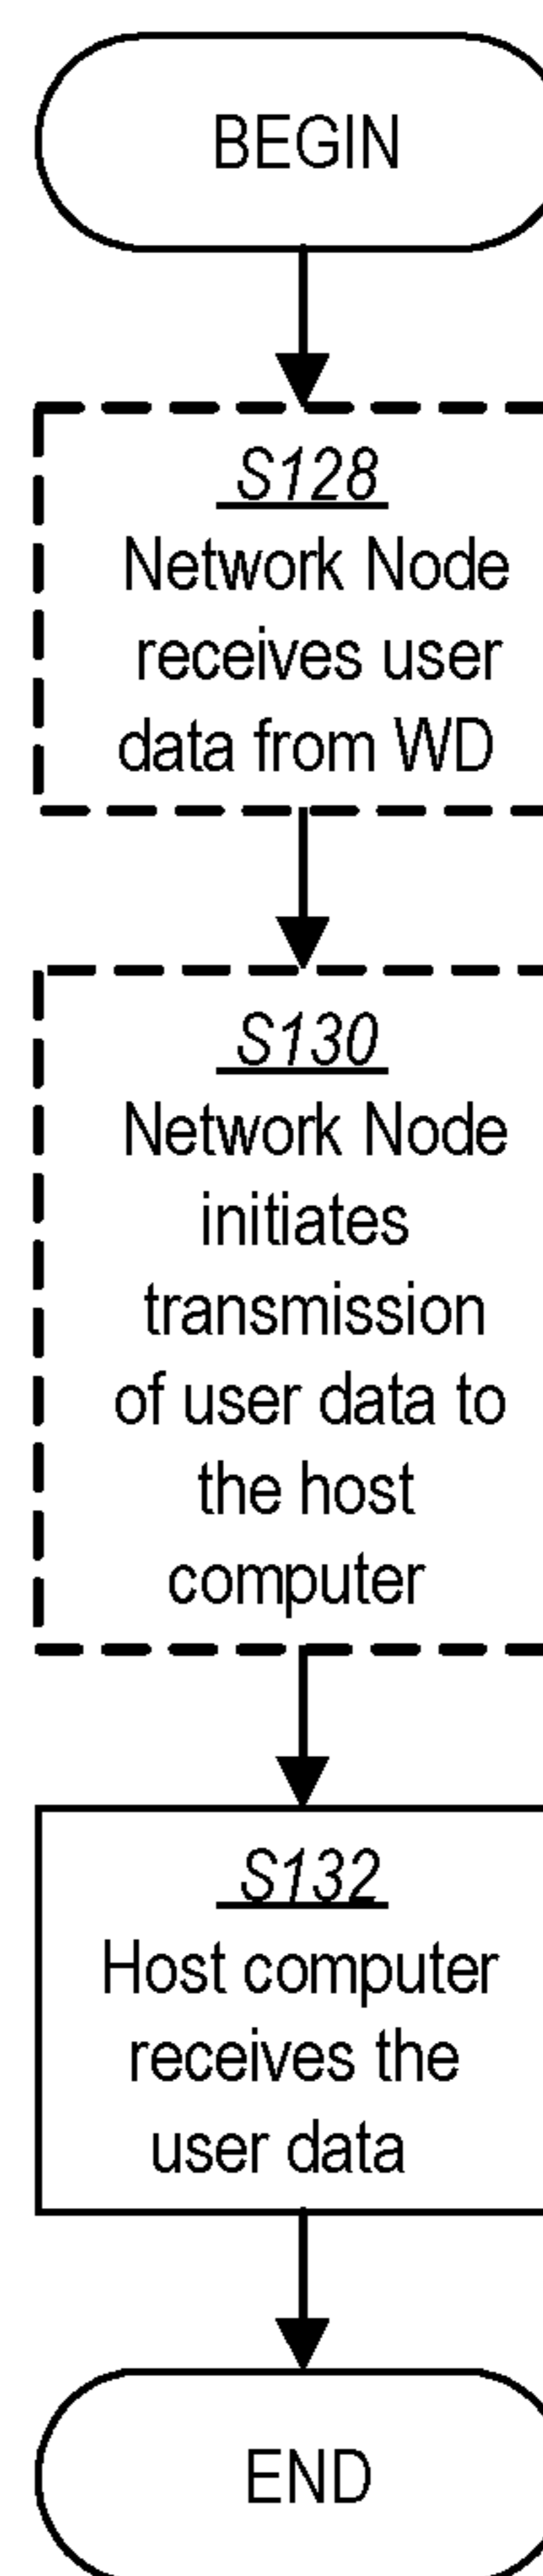 BEGIN
S128
Network Node
receives user
data from WD
S130
Network Node
initiates
transmission
of user data to
the host
computer
S132
Host computer
receives the
user data
END